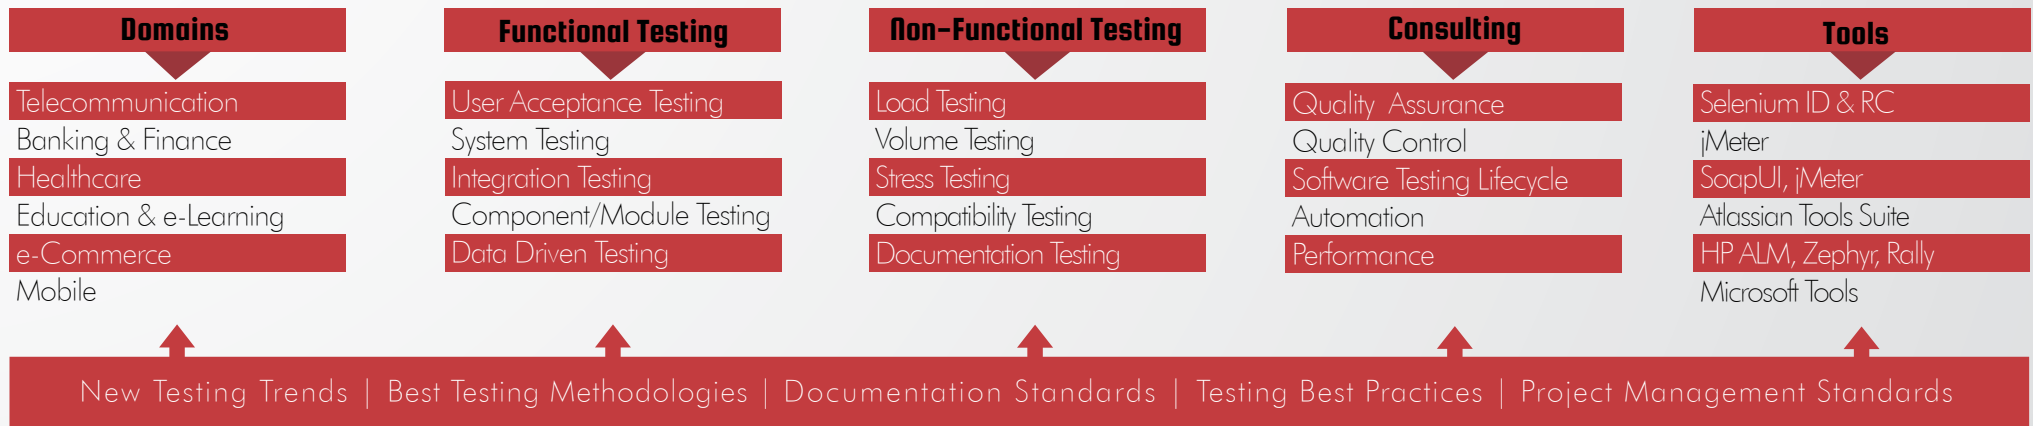 Domains
Telecommunication
Banking & Finance
Healthcare
Education & e-Learning
e-Commerce
Mobile
Functional Testing
User Acceptance Testing
System Testing
Integration Testing
Component/Module Testing
Data Driven Testing
Non-Functional Testing
Load Testing
Volume Testing
Stress Testing
Compatibility Testing
Documentation Testing
Consulting
Quality Assurance
Quality Control
Software Testing Lifecycle
Automation
Performance
Tools
Selenium ID & RC
jMeter
SoapUI, jMeter
Atlassian Tools Suite
HP ALM, Zephyr, Rally
Microsoft Tools
New Testing Trends | Best Testing Methodologies | Documentation Standards | Testing Best Practices | Project Management Standards